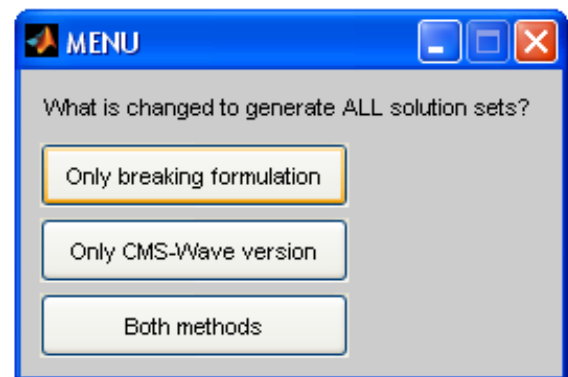 MENU
What is changed to generate ALL solution sets?
Only breaking formulation
Only CMS-Wave version
Both methods